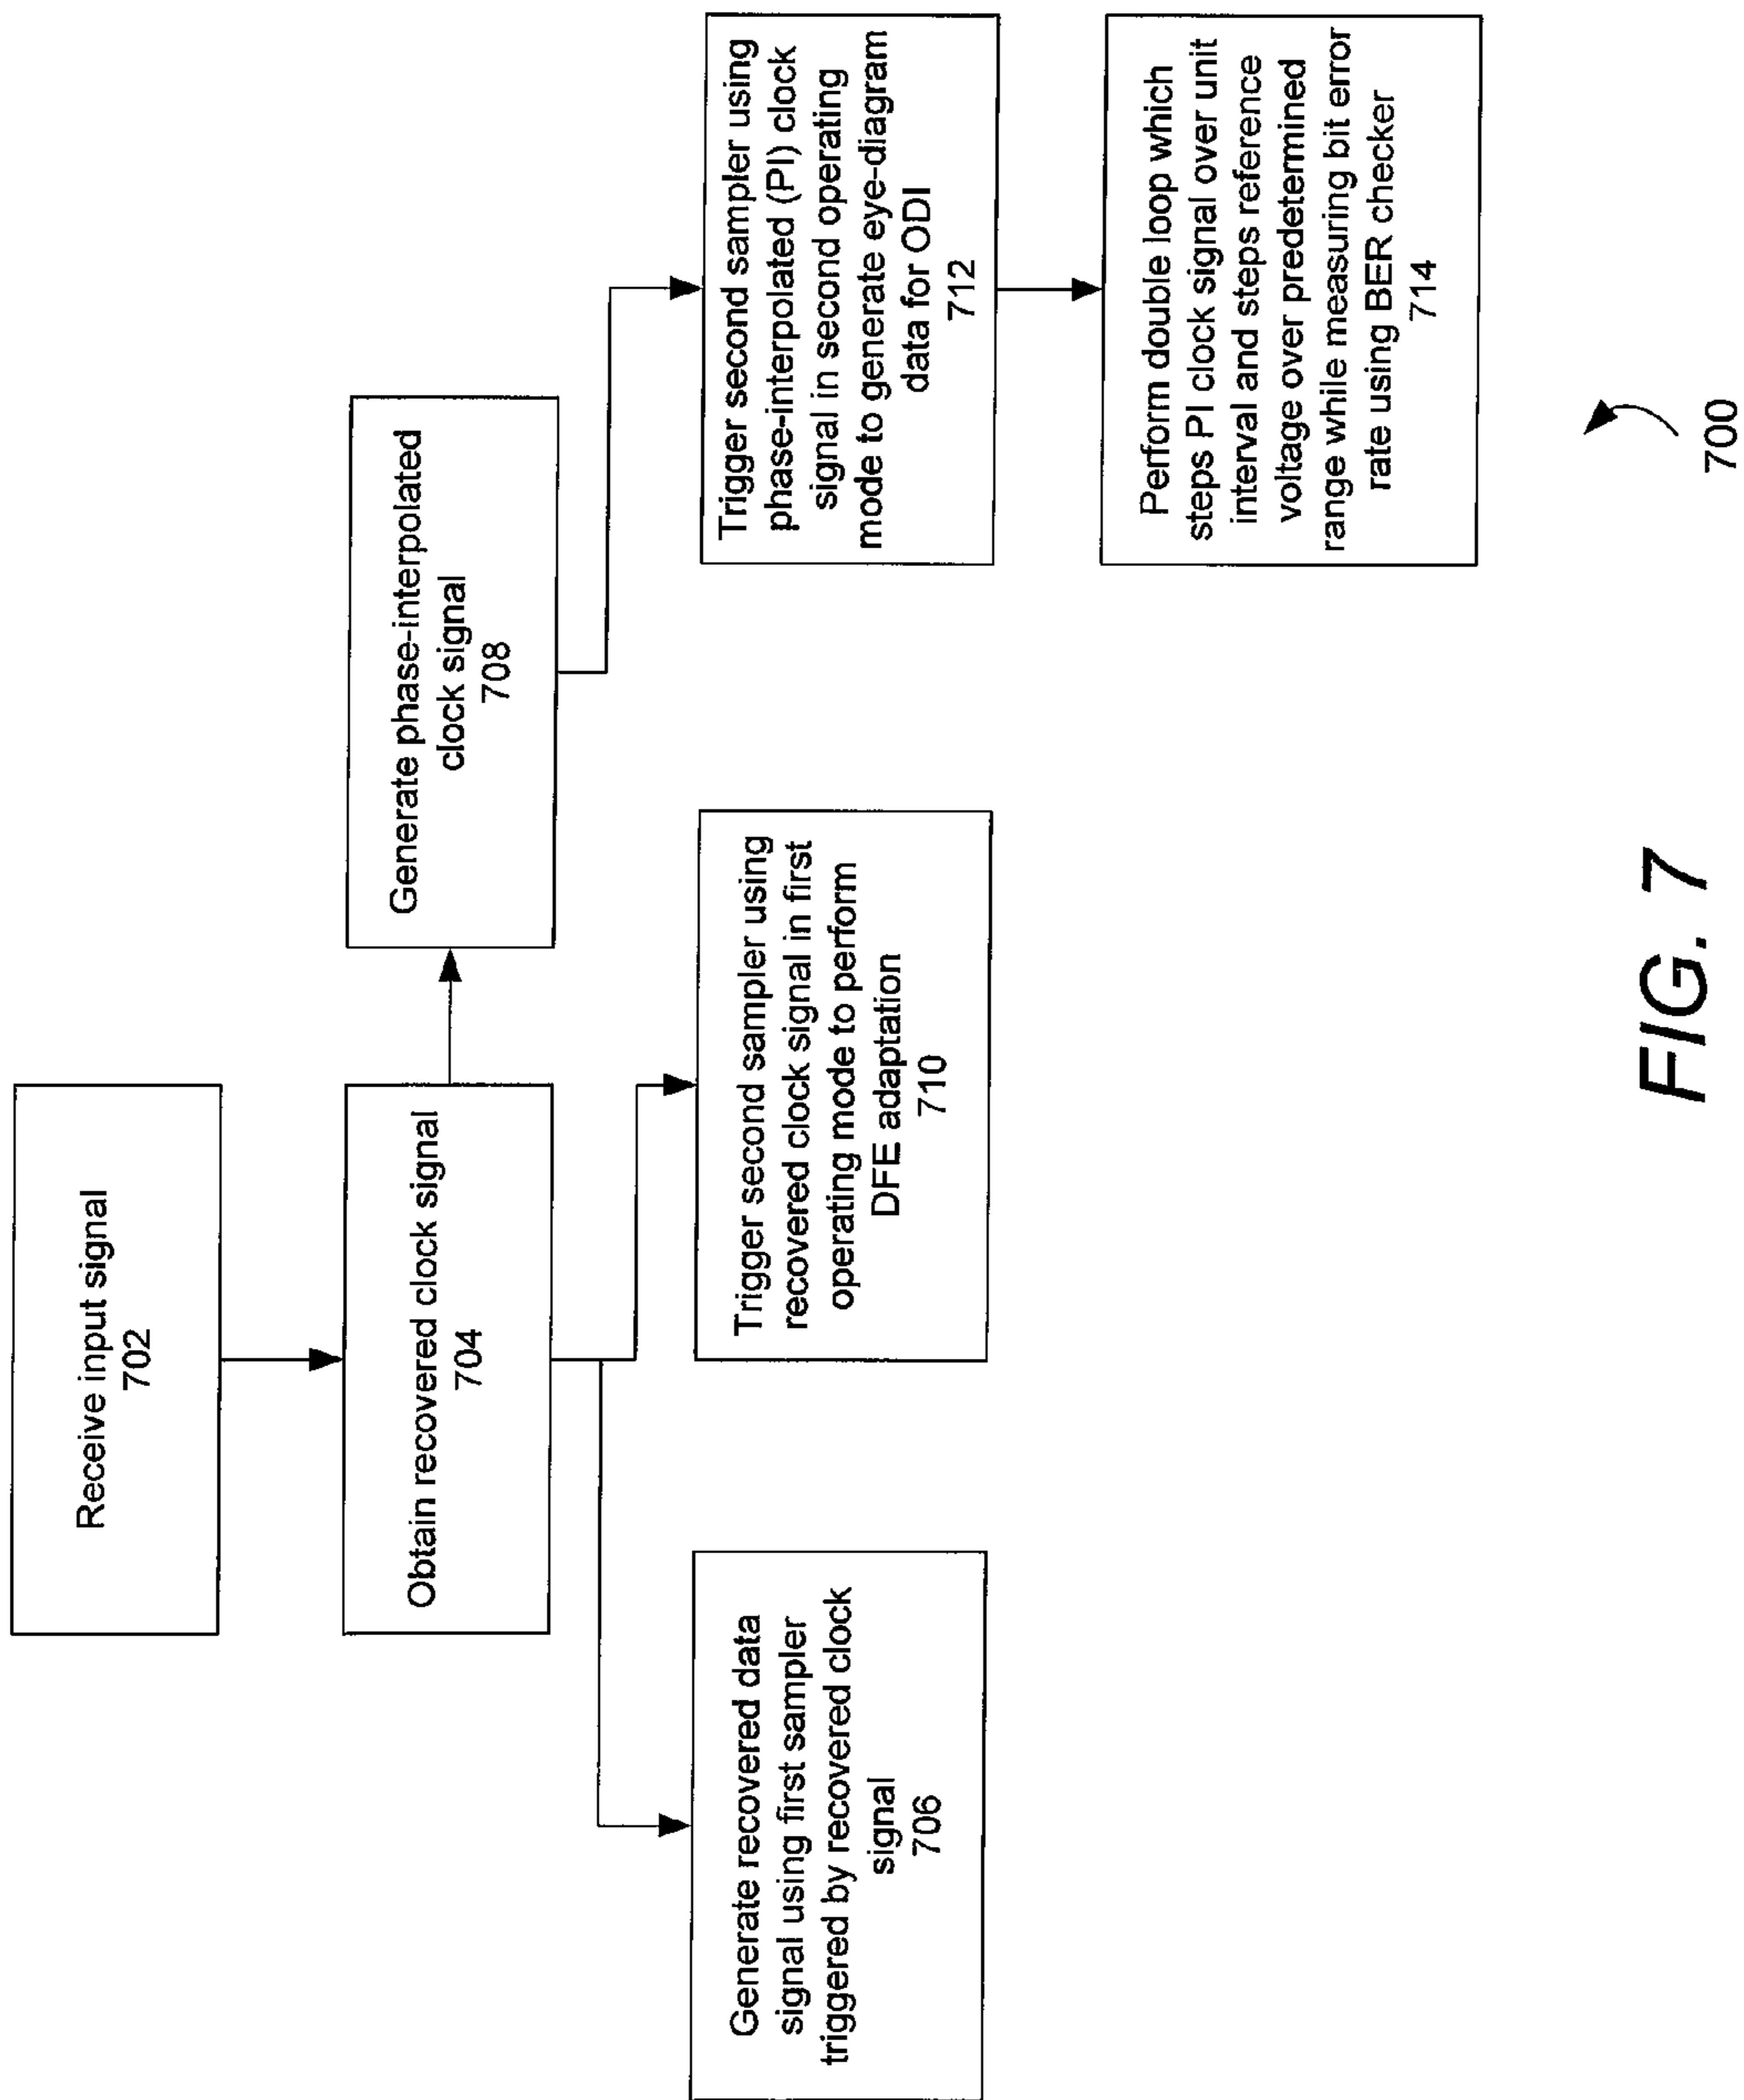 Receive input signal
702
Obtain recovered clock signal
704
Generate phase-interpolated
clock signal
708
Generate recovered data
signal using first sampler
triggered by recovered clock
signal
706
Trigger second sampler using
recovered clock signal in first
operating mode to perform
DFE adaptation
710
Trigger second sampler using
phase-interpolated (PI) clock
signal in second operating
mode to generate eye-diagram
data for ODI
712
Perform double loop which
steps PI clock signal over unit
interval and steps reference
voltage over predetermined
range while measuring bit error
rate using BER checker
714
700
FIG. 7